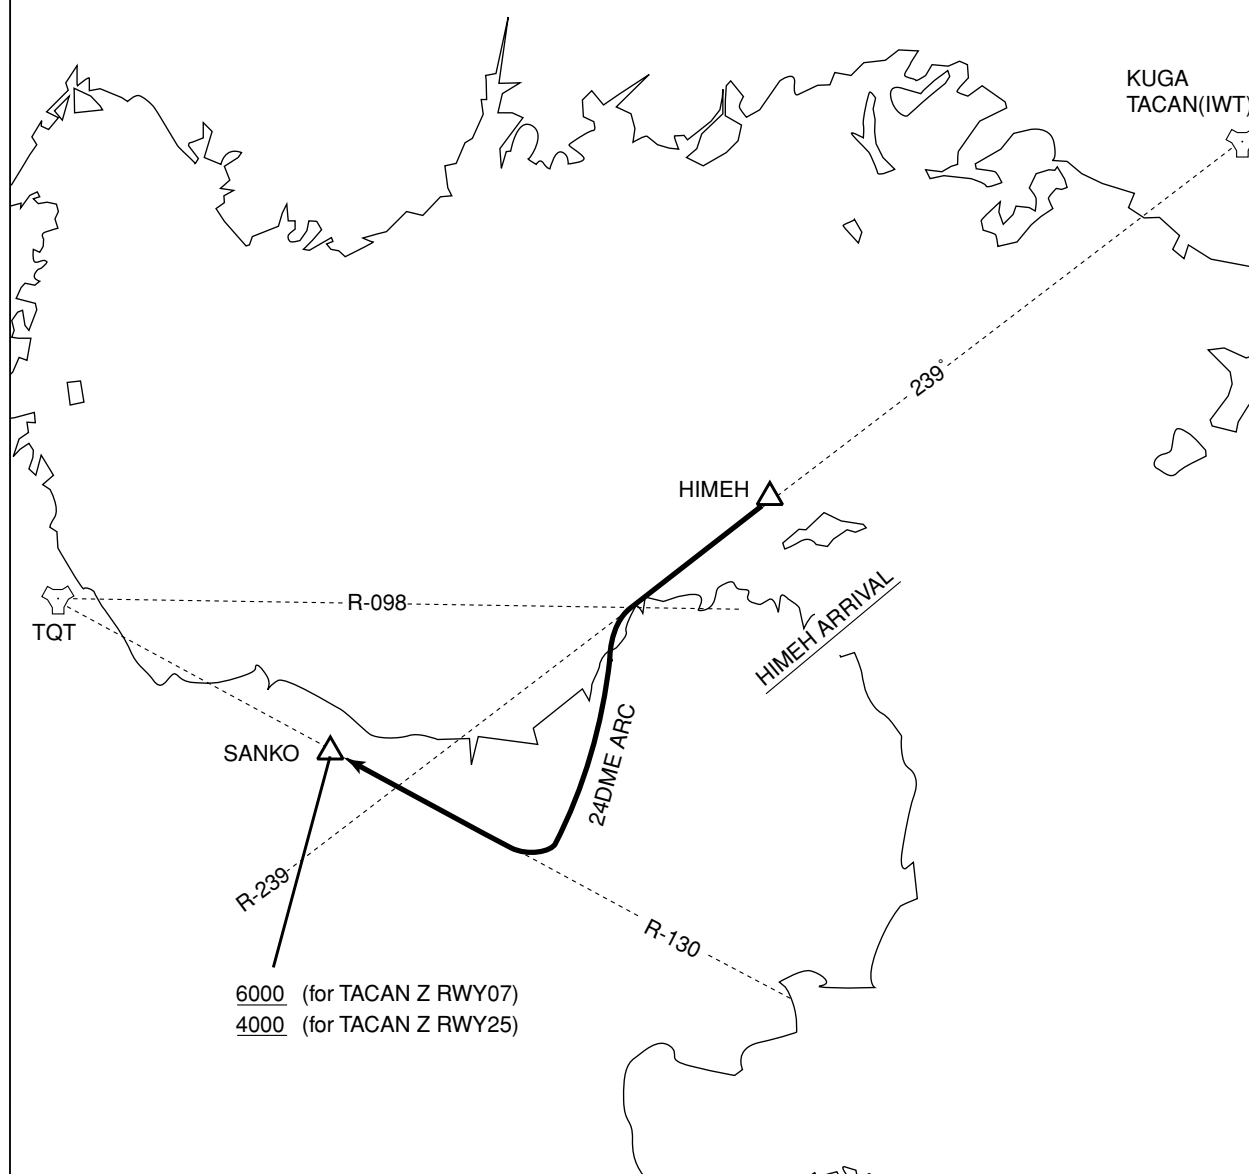 KUGA
TACAN(IWT)
239°
HIMEH
R-098
TQT
HIMEH ARRIVAL
SANKO
24DME ARC
R-239
R-130
6000 (for TACAN Z RWY07)
4000 (for TACAN Z RWY25)